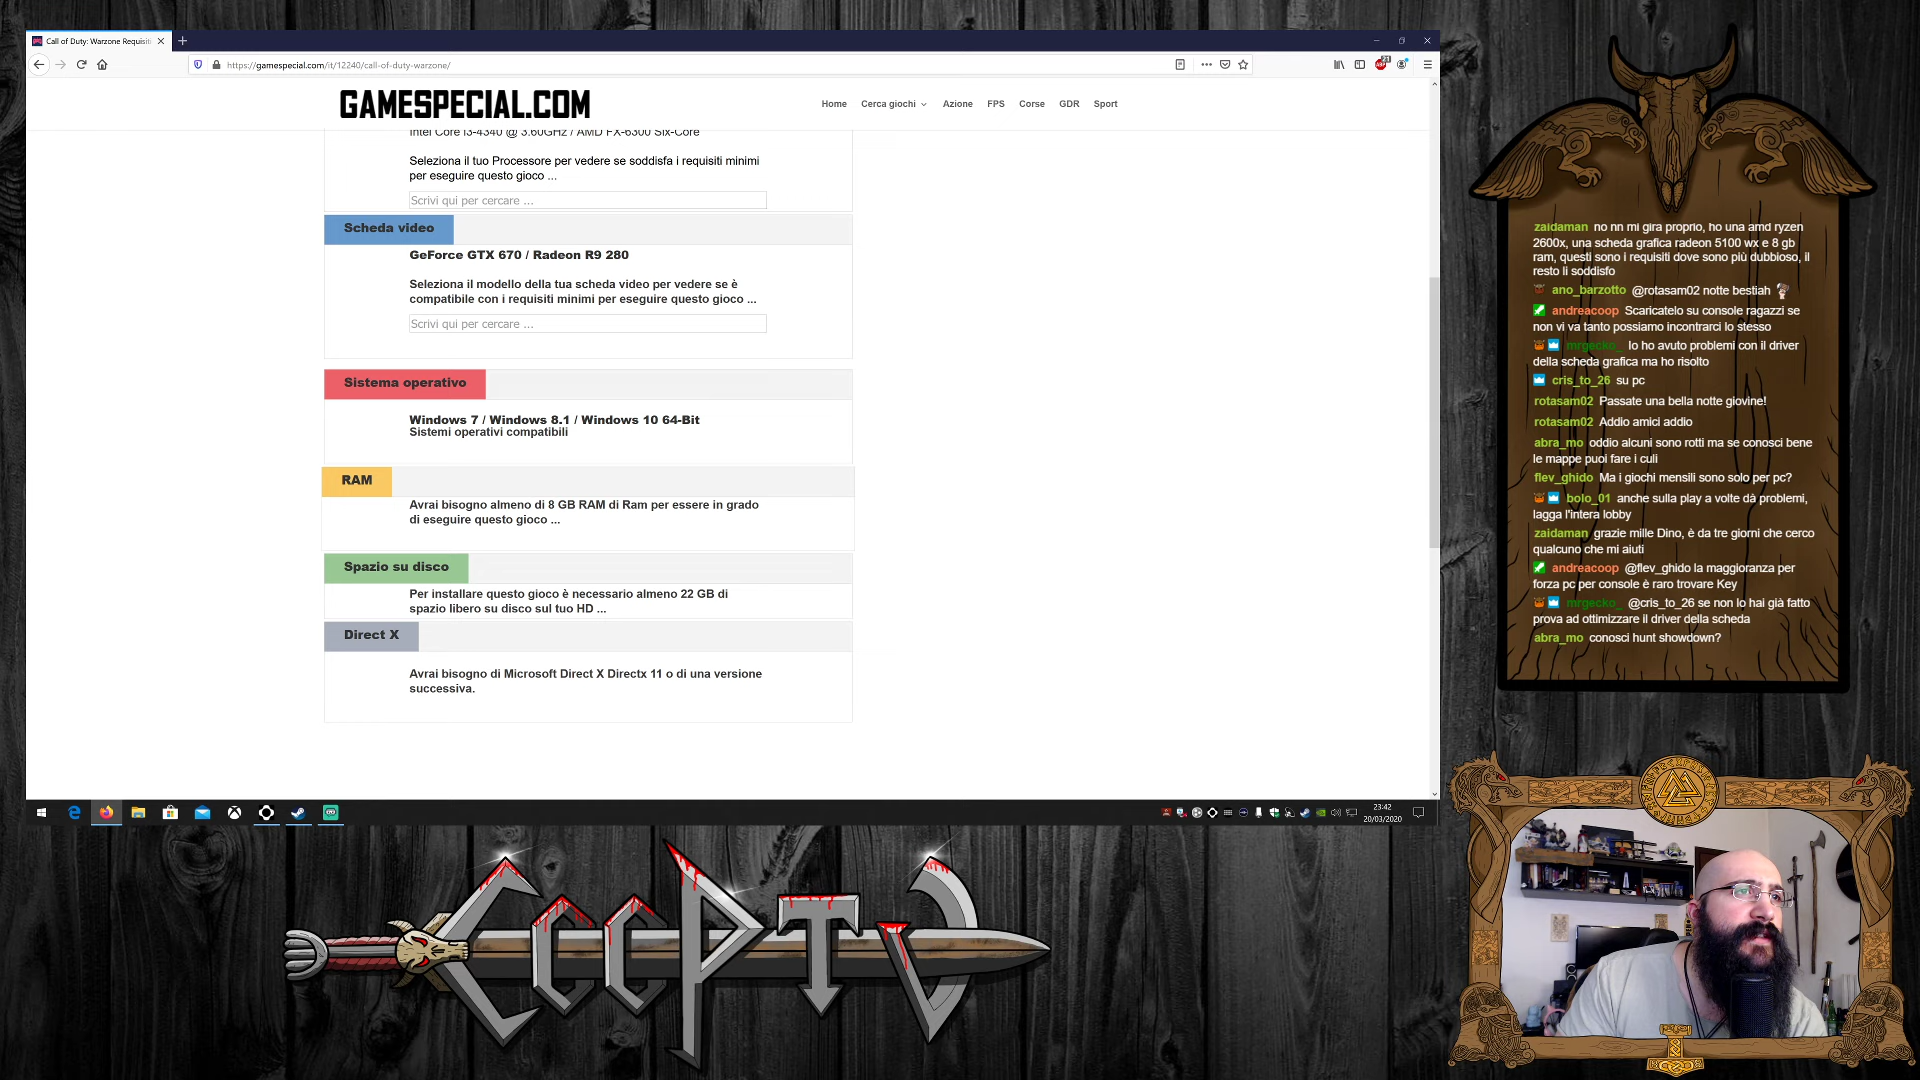 Call of Duty: Warzone Requisiti
https://gamespecial.com/it/12240/call-of-duty-warzone/
GAMESPECIAL.COM
Home Cerca giochi Azione FPS Corse GDR Sport
Intel Core i3-4340 @ 3.60GHz / AMD FX-6300 Six-Core
Seleziona il tuo Processore per vedere se soddisfa i requisiti minimi
per eseguire questo gioco ...
Scrivi qui per cercare ...
Scheda video
GeForce GTX 670 / Radeon R9 280
Seleziona il modello della tua scheda video per vedere se è
compatibile con i requisiti minimi per eseguire questo gioco ...
Scrivi qui per cercare ...
Sistema operativo
Windows 7 / Windows 8.1 / Windows 10 64-Bit
Sistemi operativi compatibili
RAM
Avrai bisogno almeno di 8 GB RAM di Ram per essere in grado
di eseguire questo gioco ...
Spazio su disco
Per installare questo gioco è necessario almeno 22 GB di
spazio libero su disco sul tuo HD ...
Direct X
Avrai bisogno di Microsoft Direct X Directx 11 o di una versione
successiva.
23:42
20/03/2020
zaidaman no nn mi gira proprio, ho una amd ryzen
2600x, una scheda grafica radeon 5100 wx e 8 gb
ram, questi sono i requisiti dove sono più dubbioso, il
resto li soddisfo
ano_barzotto @rotasam02 notte bestiah
andreacoop Scaricatelo su console ragazzi se
non vi va tanto possiamo incontrarci lo stesso
mrgecko_ Io ho avuto problemi con il driver
della scheda grafica ma ho risolto
cris_to_26 su pc
rotasam02 Passate una bella notte giovine!
rotasam02 Addio amici addio
abra_mo oddio alcuni sono rotti ma se conosci bene
le mappe puoi fare i culi
flev_ghido Ma i giochi mensili sono solo per pc?
bolo_01 anche sulla play a volte dà problemi,
lagga l'intera lobby
zaidaman grazie mille Dino, è da tre giorni che cerco
qualcuno che mi aiuti
andreacoop @flev_ghido la maggioranza per
forza pc per console è raro trovare Key
mrgecko_ @cris_to_26 se non lo hai già fatto
prova ad ottimizzare il driver della scheda
abra_mo conosci hunt showdown?